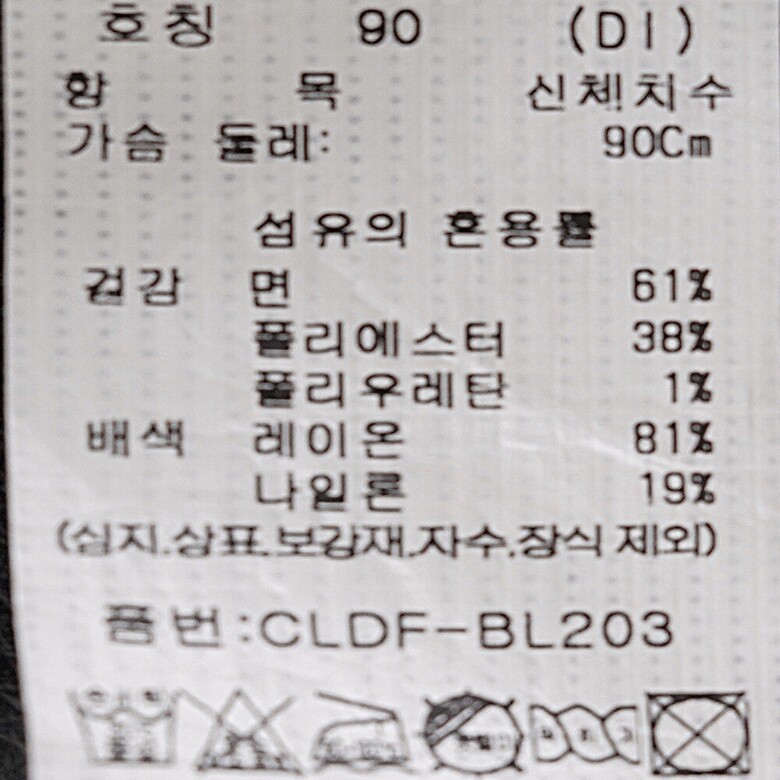 호칭 90 (DI)
항 목 신체치수
가슴 둘레: 90Cm
섬유의 혼용률
겉감 면 61%
폴리에스터 38%
폴리우레탄 1%
배색 레이온 81%
나일론 19%
(심지.상표.보강재.자수.장식 제외)
품번:CLDF-BL203